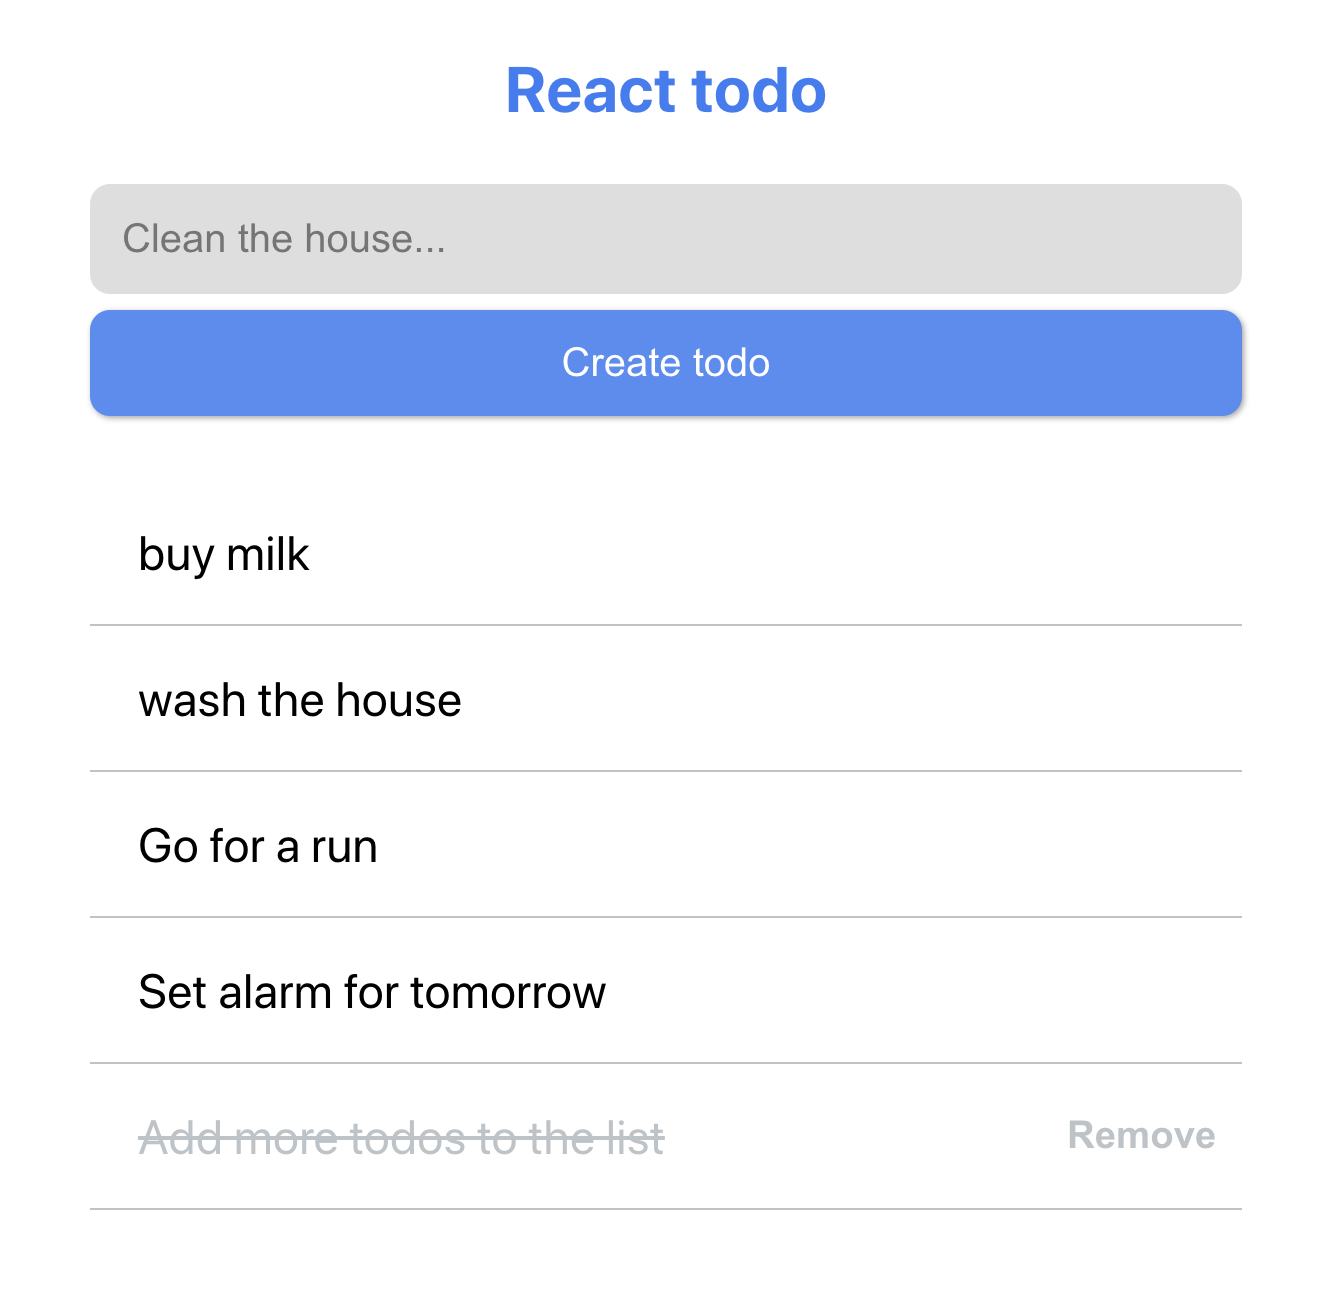 React todo
Clean the house...
Create todo
buy milk
wash the house
Go for a run
Set alarm for tomorrow
Add more todos to the list Remove